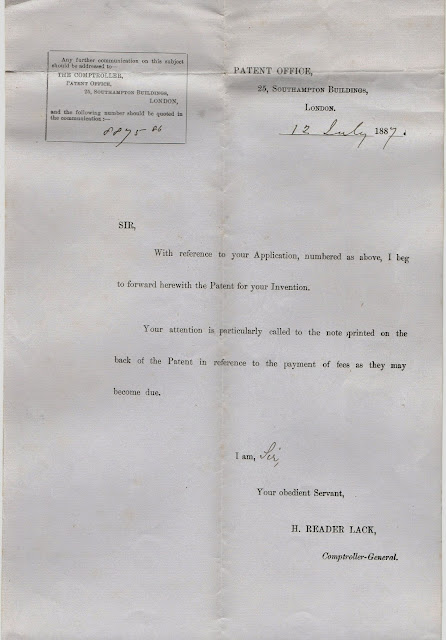 Any further communication on this subject
should be addressed to—
THE COMPTROLLER,
PATENT OFFICE,
25, SOUTHAMPTON BUILDINGS,
LONDON,
and the following number should be quoted in
the communication:—
8875 86
PATENT OFFICE,
25, SOUTHAMPTON BUILDINGS,
LONDON.
12 July 1887.
SIR,
With reference to your Application, numbered as above, I beg
to forward herewith the Patent for your Invention.
Your attention is particularly called to the note printed on the
back of the Patent in reference to the payment of fees as they may
become due.
I am, Sir,
Your obedient Servant,
H. READER LACK,
Comptroller-General.